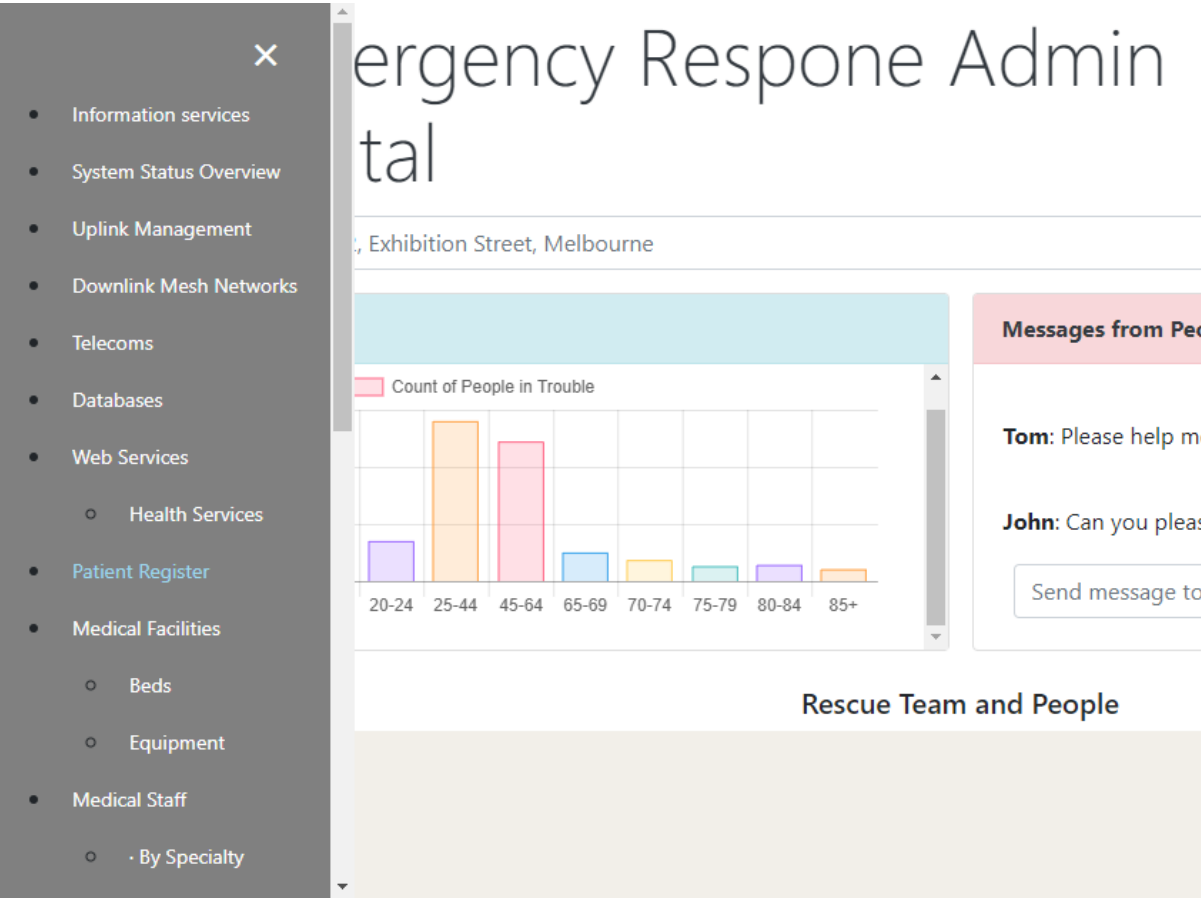 ×
Information services
System Status Overview
Uplink Management
Downlink Mesh Networks
Telecoms
Databases
Web Services
Health Services
Patient Register
Medical Facilities
Beds
Equipment
Medical Staff
· By Specialty
ergency Respone Admin
tal
, Exhibition Street, Melbourne
Count of People in Trouble
20-24 25-44 45-64 65-69 70-74 75-79 80-84 85+
Messages from Peo
Tom: Please help m
John: Can you pleas
Send message to
Rescue Team and People